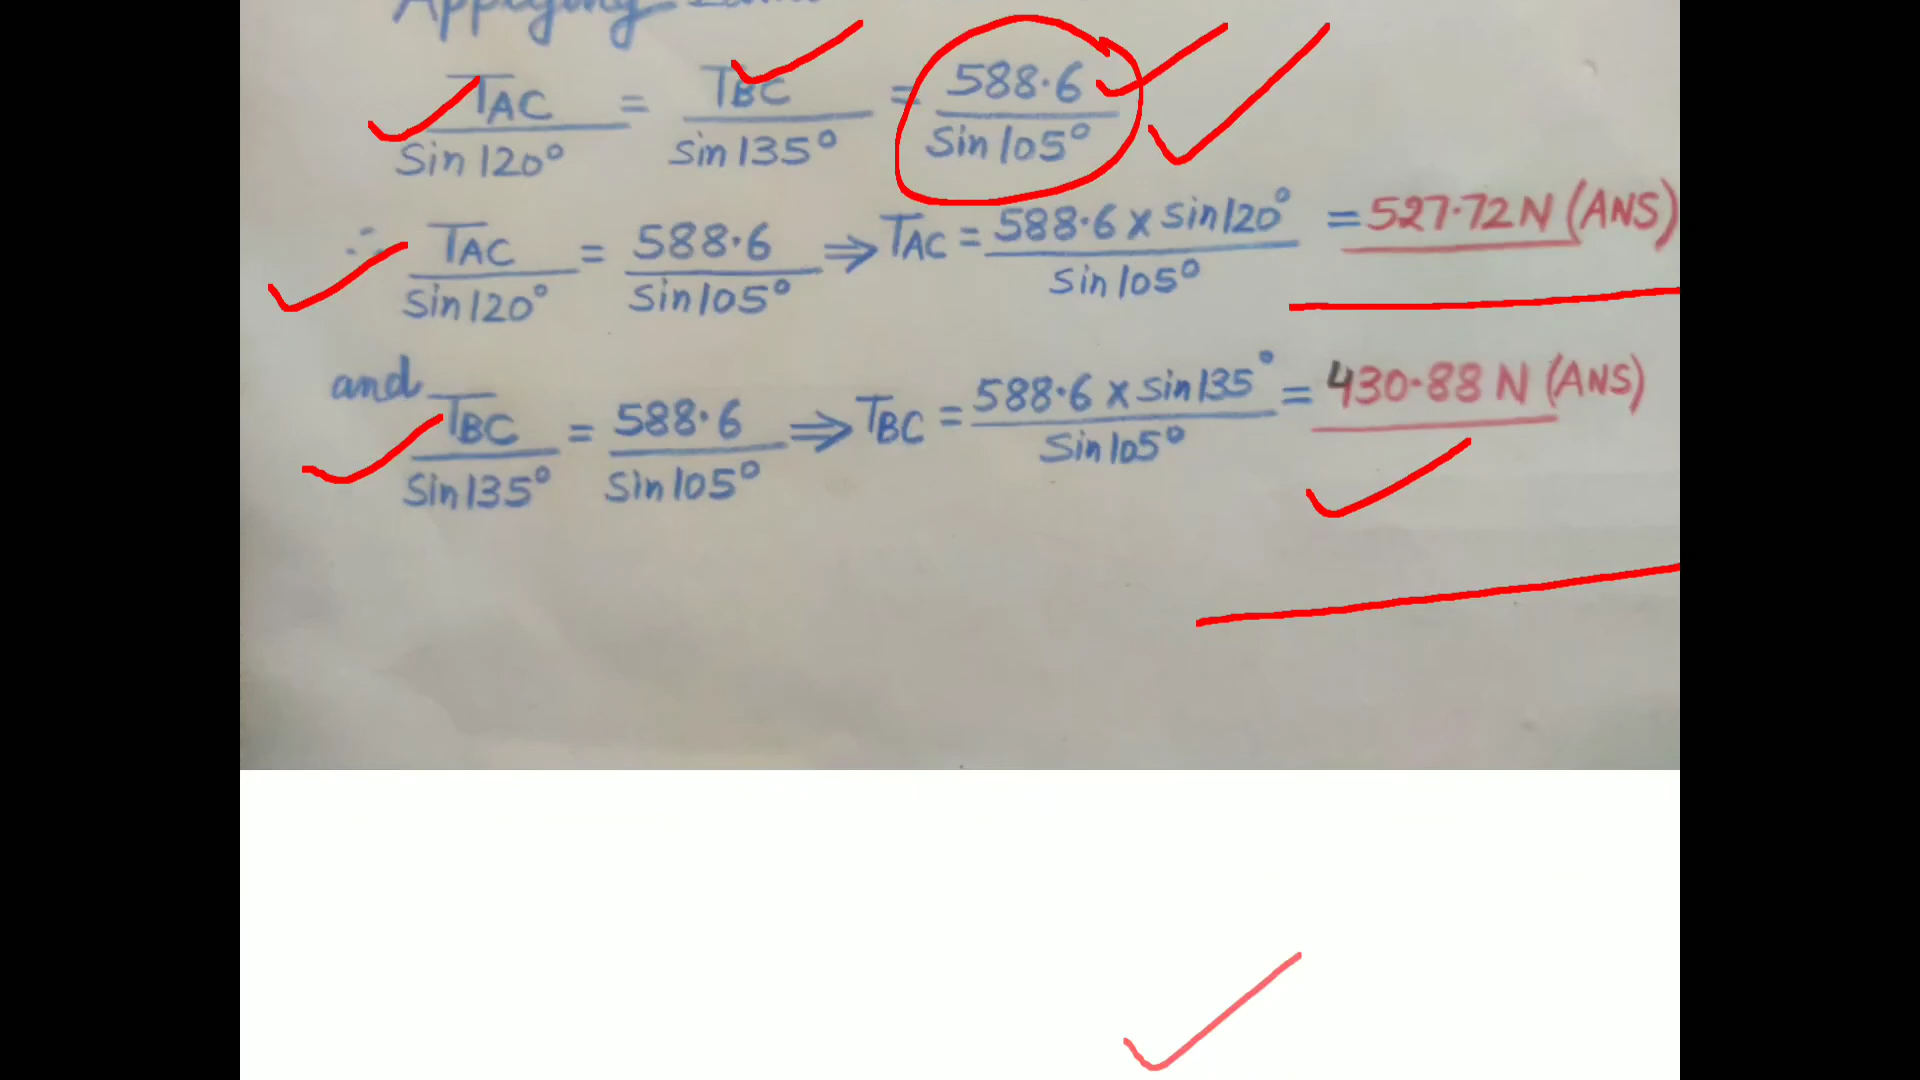 Applying
TAC / Sin 120° = TBC / Sin 135° = 588.6 / Sin 105°
∴ TAC / Sin 120° = 588.6 / Sin 105° ⇒ TAC = 588.6 × Sin 120° / Sin 105° = 527.72 N (ANS)
and TBC / Sin 135° = 588.6 / Sin 105° ⇒ TBC = 588.6 × Sin 135° / Sin 105° = 430.88 N (ANS)